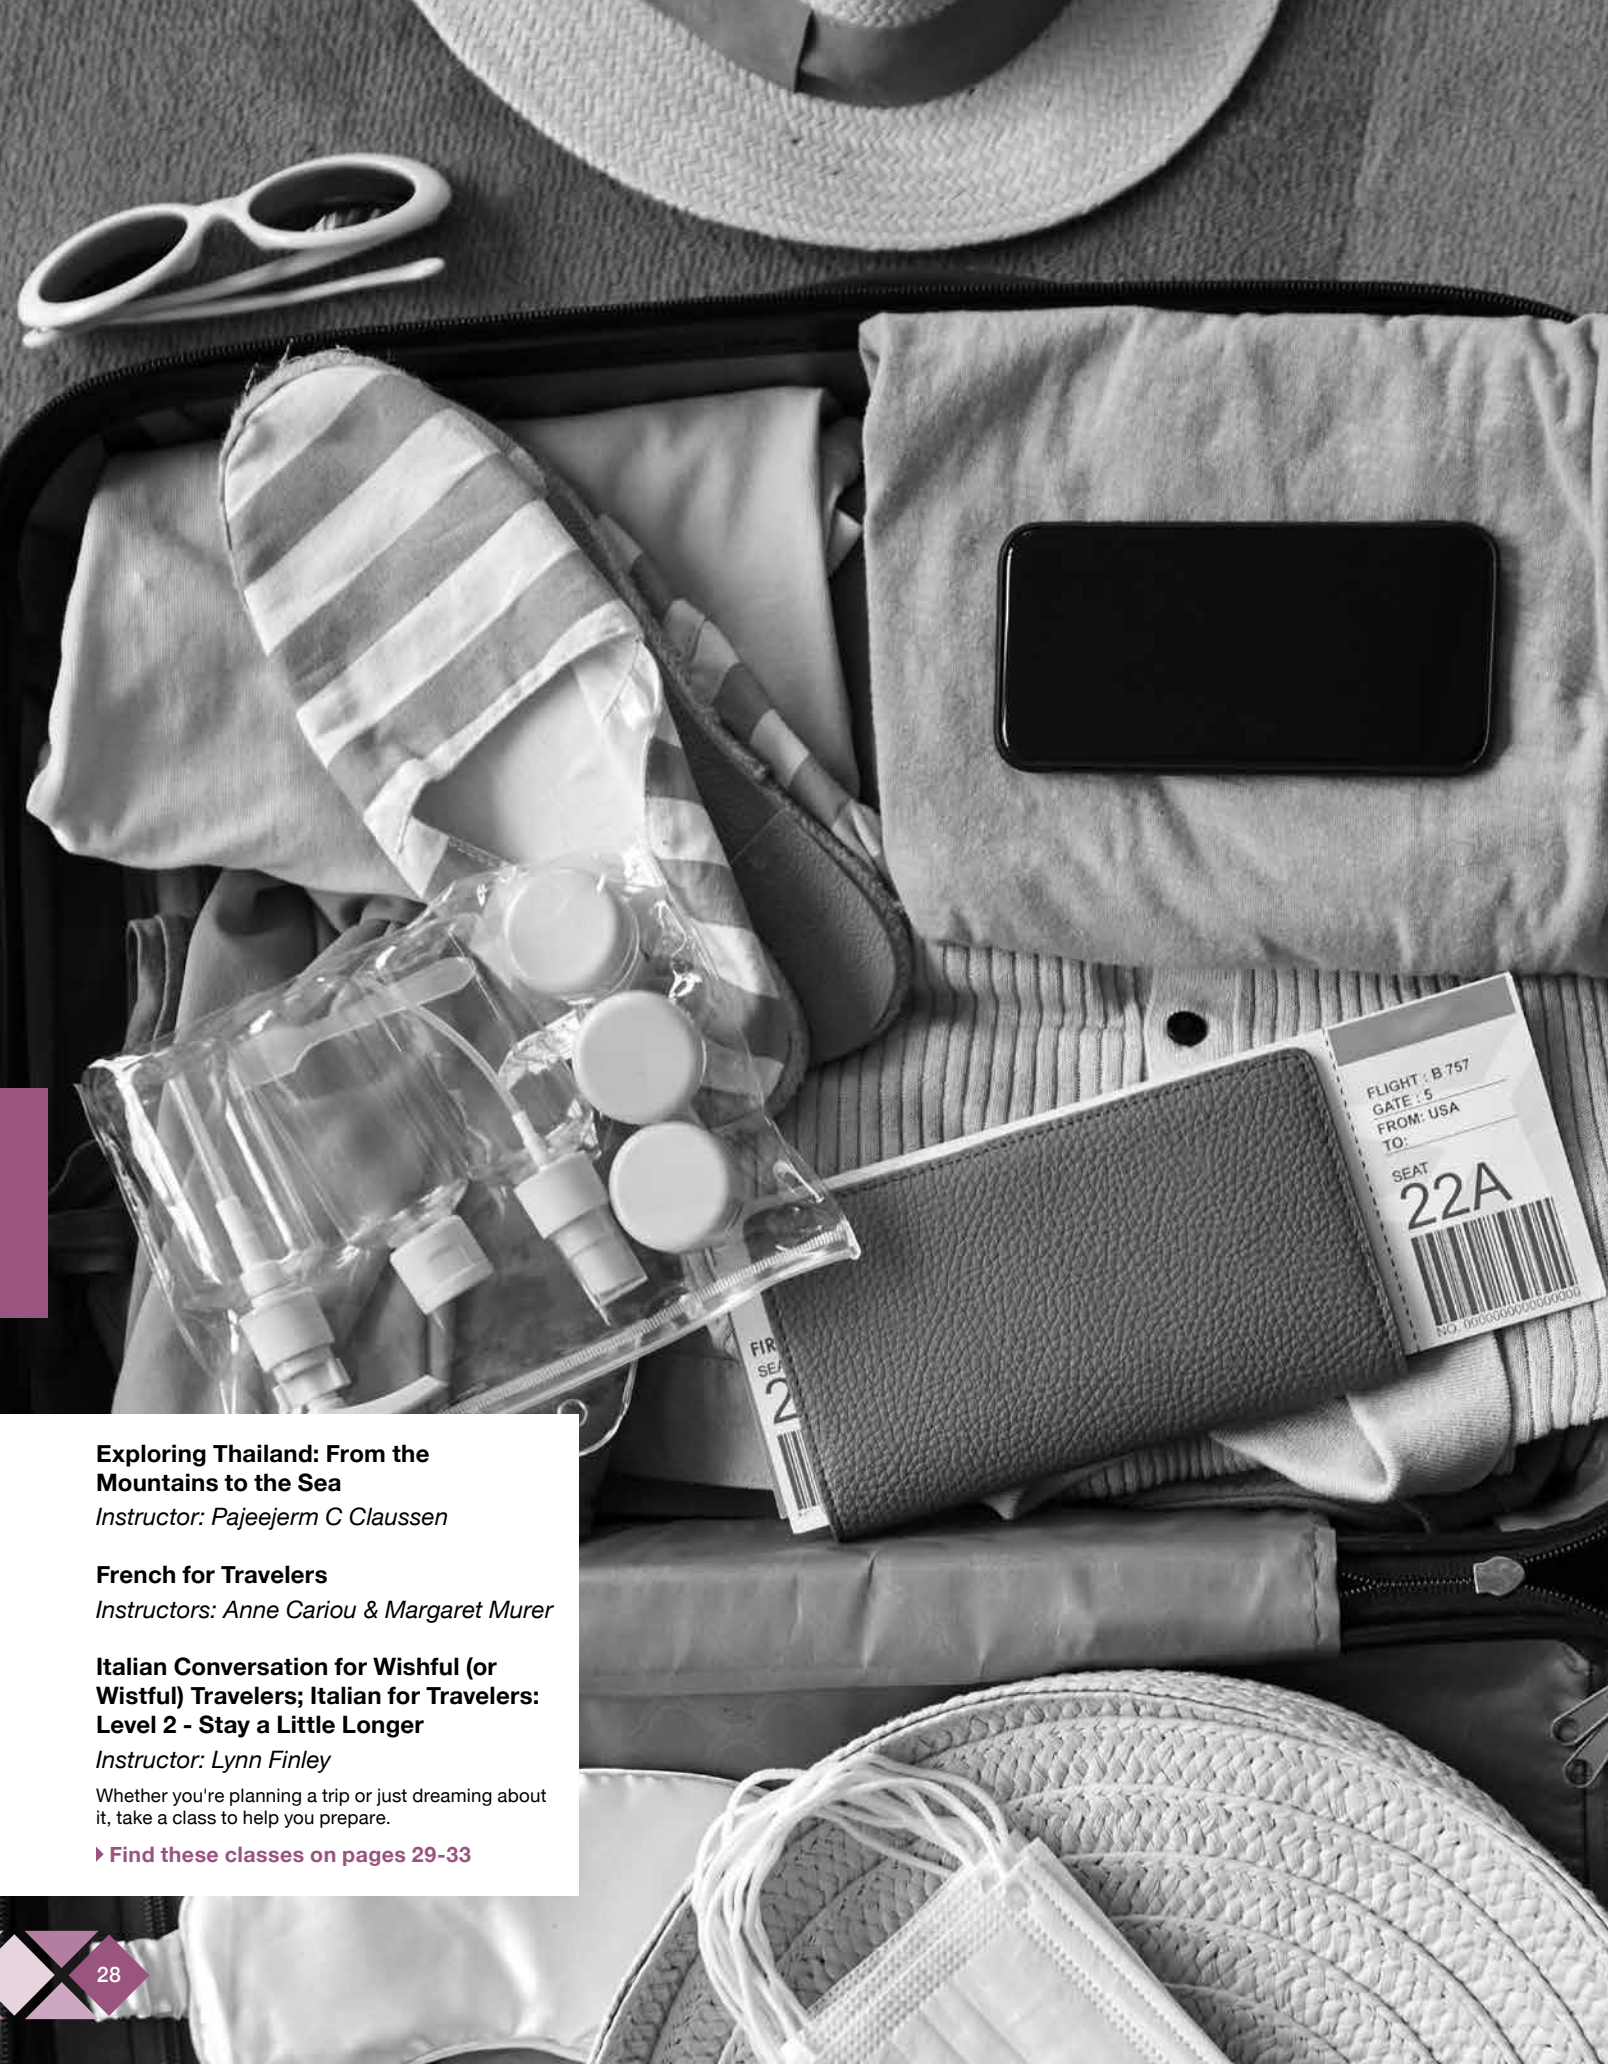 FLIGHT : B 757
GATE : 5
FROM: USA
TO:
SEAT
22A
NO. 0000000000000000
FIR
SEA
2
Exploring Thailand: From the
Mountains to the Sea
Instructor: Pajeejerm C Claussen
French for Travelers
Instructors: Anne Cariou & Margaret Murer
Italian Conversation for Wishful (or
Wistful) Travelers; Italian for Travelers:
Level 2 - Stay a Little Longer
Instructor: Lynn Finley
Whether you're planning a trip or just dreaming about
it, take a class to help you prepare.
Find these classes on pages 29-33
28